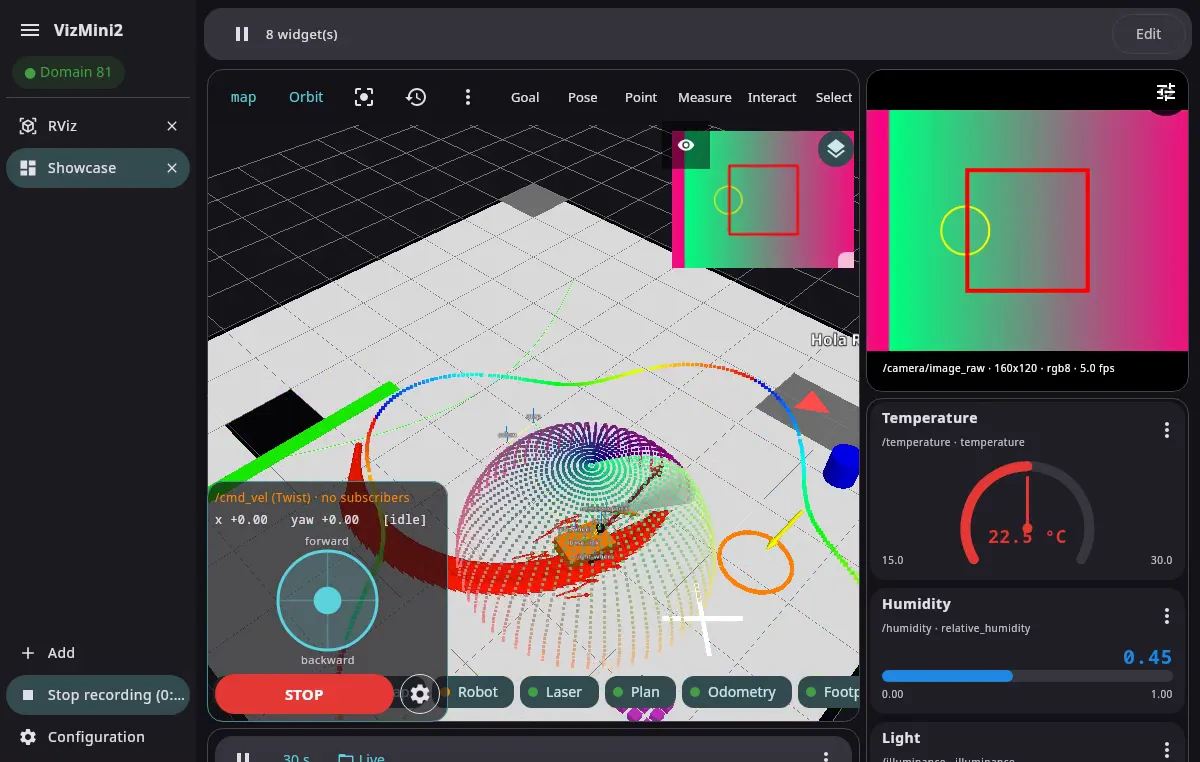 VizMini2
Domain 81
RViz
Showcase
Add
Stop recording (0:...
Configuration
8 widget(s)
Edit
map Orbit Goal Pose Point Measure Interact Select
Hola R
/cmd_vel (Twist) · no subscribers
x +0.00 yaw +0.00 [idle]
forward
backward
STOP
Robot Laser Plan Odometry Footp
30 s Live
/camera/image_raw · 160x120 · rgb8 · 5.0 fps
Temperature
/temperature · temperature
22.5 °C
15.0 30.0
Humidity
/humidity · relative_humidity
0.45
0.00 1.00
Light
/illuminance · illuminance